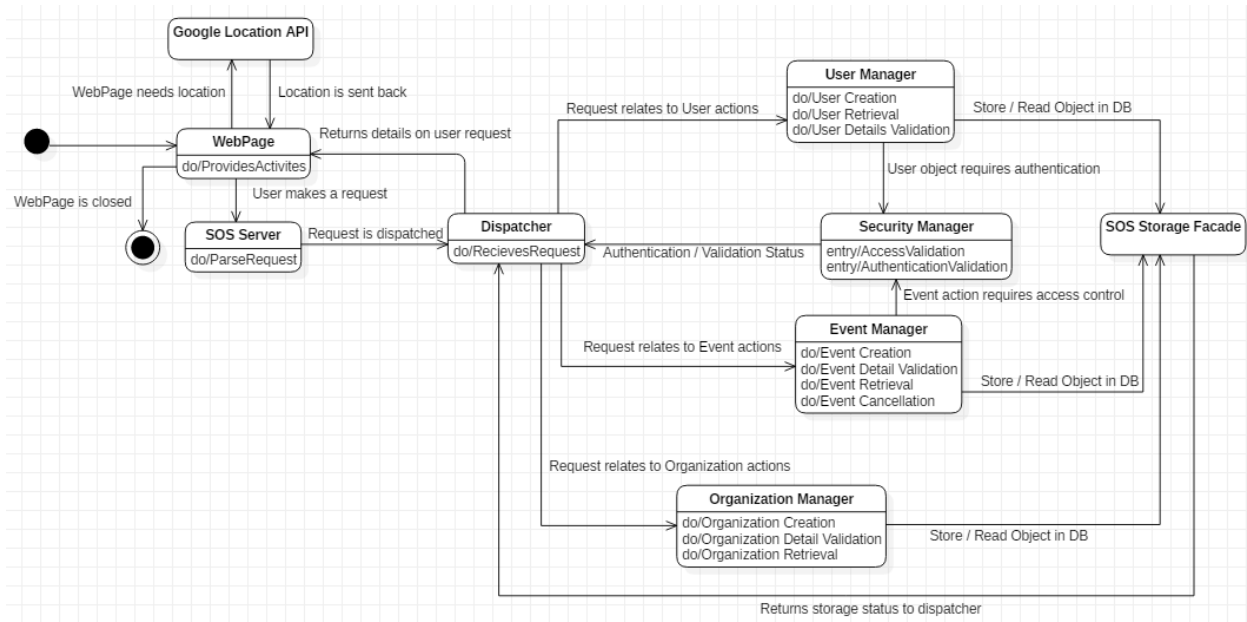 Google Location API
WebPage needs location
Location is sent back
WebPage
do/ProvidesActivites
Returns details on user request
WebPage is closed
User makes a request
SOS Server
do/ParseRequest
Request is dispatched
Dispatcher
do/RecievesRequest
Request relates to User actions
User Manager
do/User Creation
do/User Retrieval
do/User Details Validation
Store / Read Object in DB
User object requires authentication
Security Manager
entry/AccessValidation
entry/AuthenticationValidation
Authentication / Validation Status
SOS Storage Facade
Event action requires access control
Request relates to Event actions
Event Manager
do/Event Creation
do/Event Detail Validation
do/Event Retrieval
do/Event Cancellation
Store / Read Object in DB
Request relates to Organization actions
Organization Manager
do/Organization Creation
do/Organization Detail Validation
do/Organization Retrieval
Store / Read Object in DB
Returns storage status to dispatcher